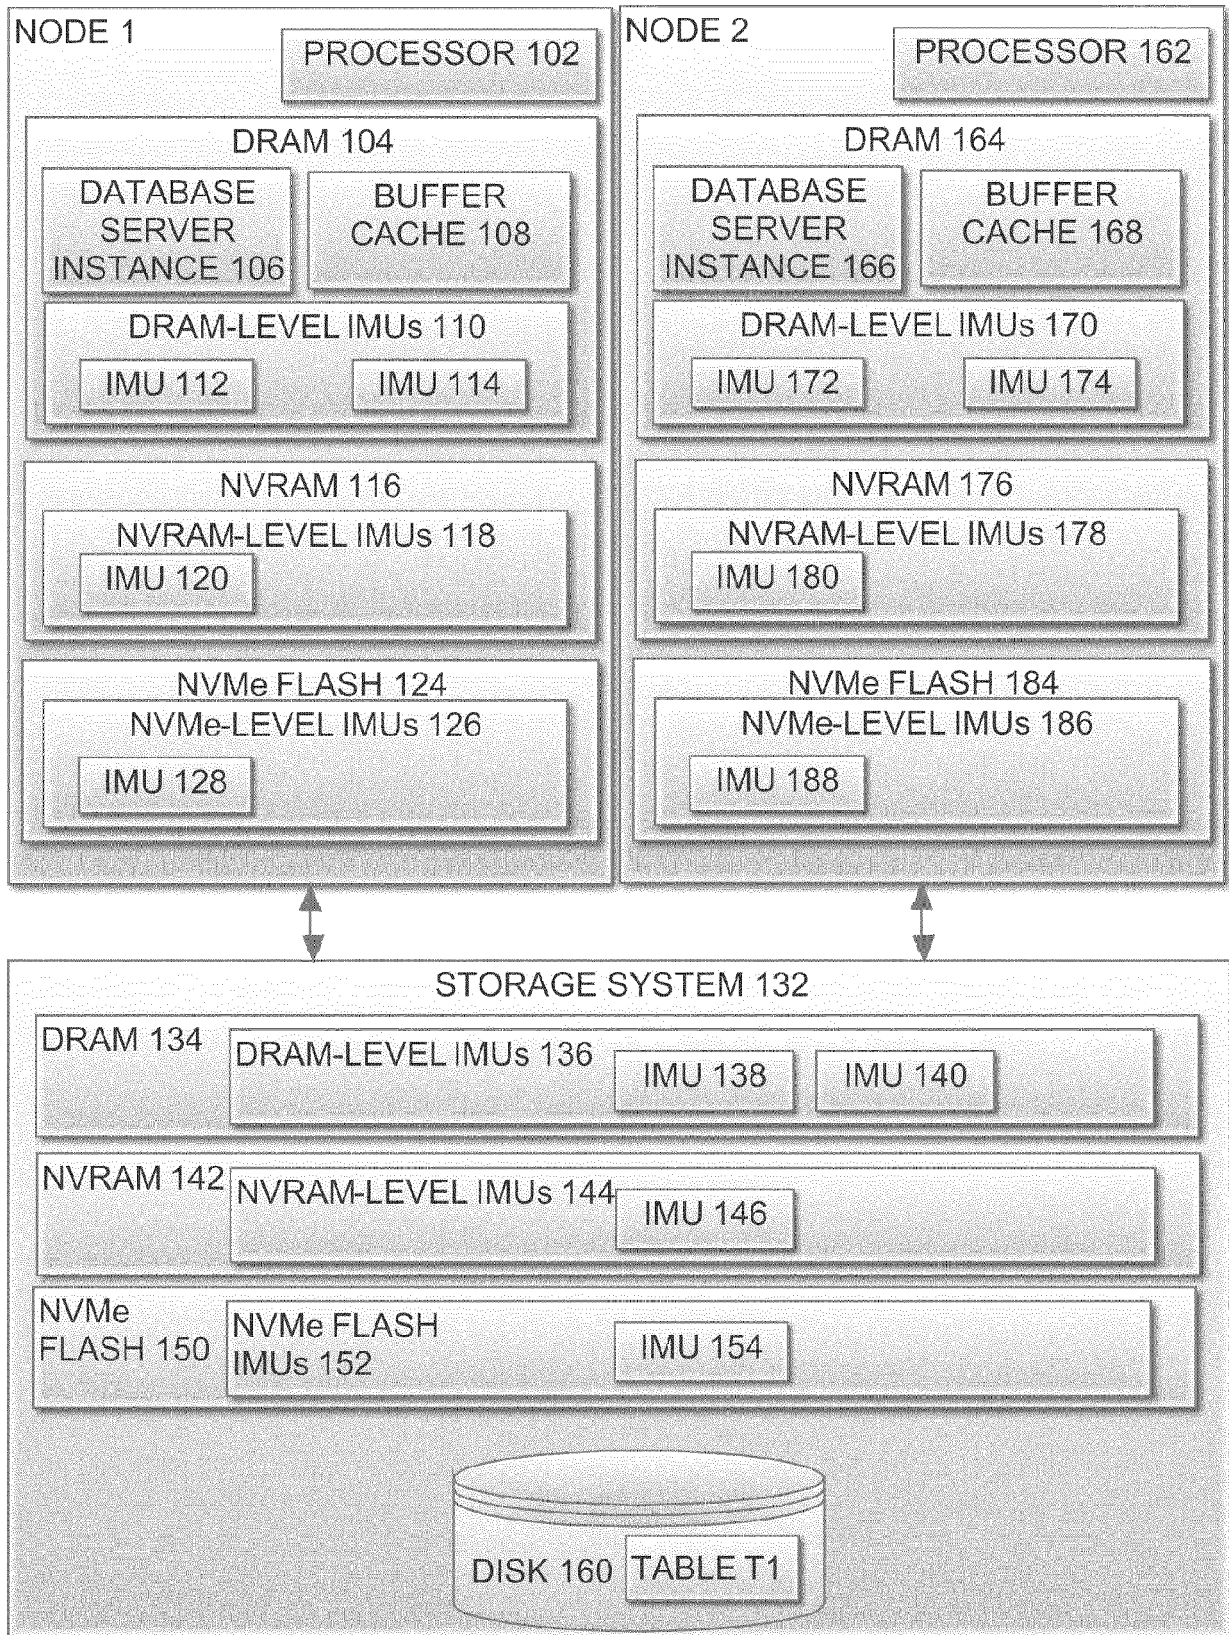 NODE 1
PROCESSOR 102
DRAM 104
DATABASE
SERVER
INSTANCE 106
BUFFER
CACHE 108
DRAM-LEVEL IMUs 110
IMU 112
IMU 114
NVRAM 116
NVRAM-LEVEL IMUs 118
IMU 120
NVMe FLASH 124
NVMe-LEVEL IMUs 126
IMU 128
NODE 2
PROCESSOR 162
DRAM 164
DATABASE
SERVER
INSTANCE 166
BUFFER
CACHE 168
DRAM-LEVEL IMUs 170
IMU 172
IMU 174
NVRAM 176
NVRAM-LEVEL IMUs 178
IMU 180
NVMe FLASH 184
NVMe-LEVEL IMUs 186
IMU 188
STORAGE SYSTEM 132
DRAM 134
DRAM-LEVEL IMUs 136
IMU 138
IMU 140
NVRAM 142
NVRAM-LEVEL IMUs 144
IMU 146
NVMe
FLASH 150
NVMe FLASH
IMUs 152
IMU 154
DISK 160
TABLE T1